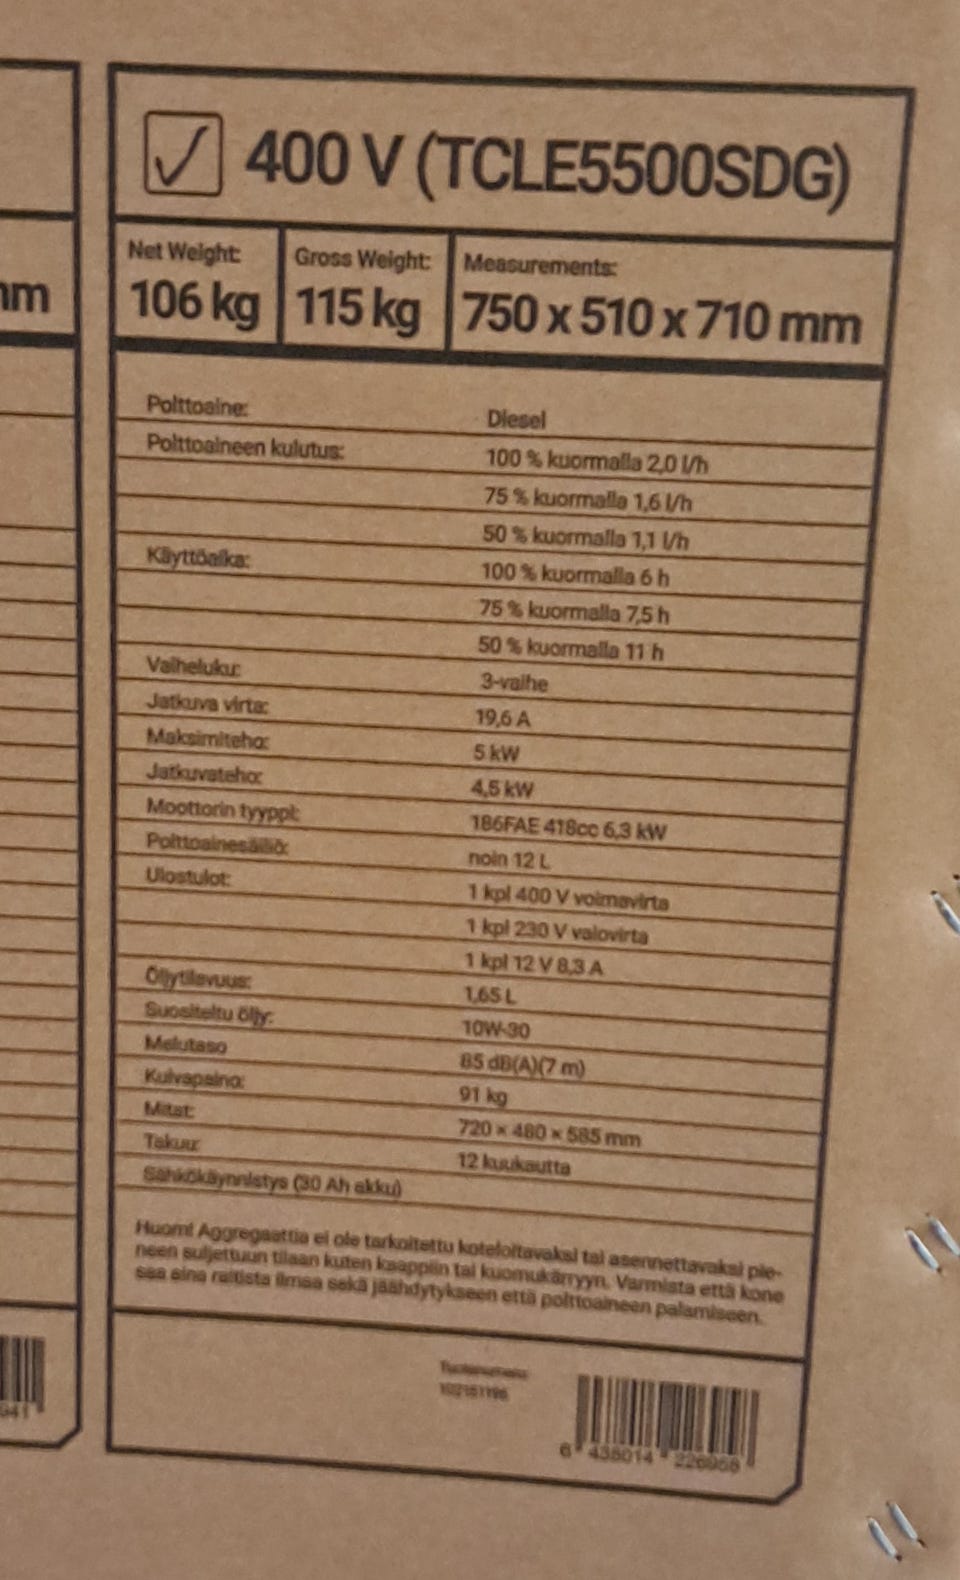 400 V (TCLE5500SDG)
Net Weight: Gross Weight: Measurements:
mm 106 kg 115 kg 750 x 510 x 710 mm
Polttoaine: Diesel
Polttoaineen kulutus: 100 % kuormalla 2,0 l/h
75 % kuormalla 1,6 l/h
50 % kuormalla 1,1 l/h
Käyttöaika: 100 % kuormalla 6 h
75 % kuormalla 7,5 h
50 % kuormalla 11 h
Vaiheluku: 3-vaihe
Jatkuva virta: 19,6 A
Maksimiteho: 5 kW
Jatkuvateho: 4,5 kW
Moottorin tyyppi: 186FAE 418cc 6,3 kW
Polttoainesäiliö: noin 12 L
Ulostulot: 1 kpl 400 V voimavirta
1 kpl 230 V valovirta
1 kpl 12 V 8,3 A
Öljytilavuus: 1,65 L
Suositeltu öljy: 10W-30
Melutaso 85 dB(A)(7 m)
Kuivapaino: 91 kg
Mitat: 720 × 480 × 585 mm
Takuu: 12 kuukautta
Sähkökäynnistys (30 Ah akku)
Huom! Aggregaattia ei ole tarkoitettu koteloitavaksi tai asennettavaksi pie-
neen suljettuun tilaan kuten kaappiin tai kuomukärryyn. Varmista että kone
saa aina raitista ilmaa sekä jäähdytykseen että polttoaineen palamiseen.
Tuotenumero
6 438014 226958